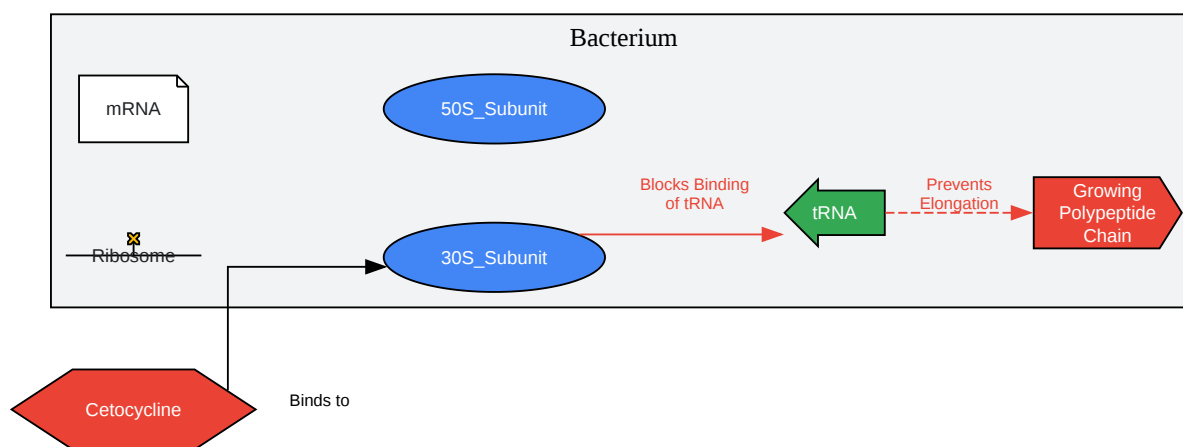 Bacterium
mRNA
50S_Subunit
Blocks Binding
of tRNA
tRNA
Prevents
Elongation
Growing
Polypeptide
Chain
Ribosome
30S_Subunit
Cetocycline
Binds to